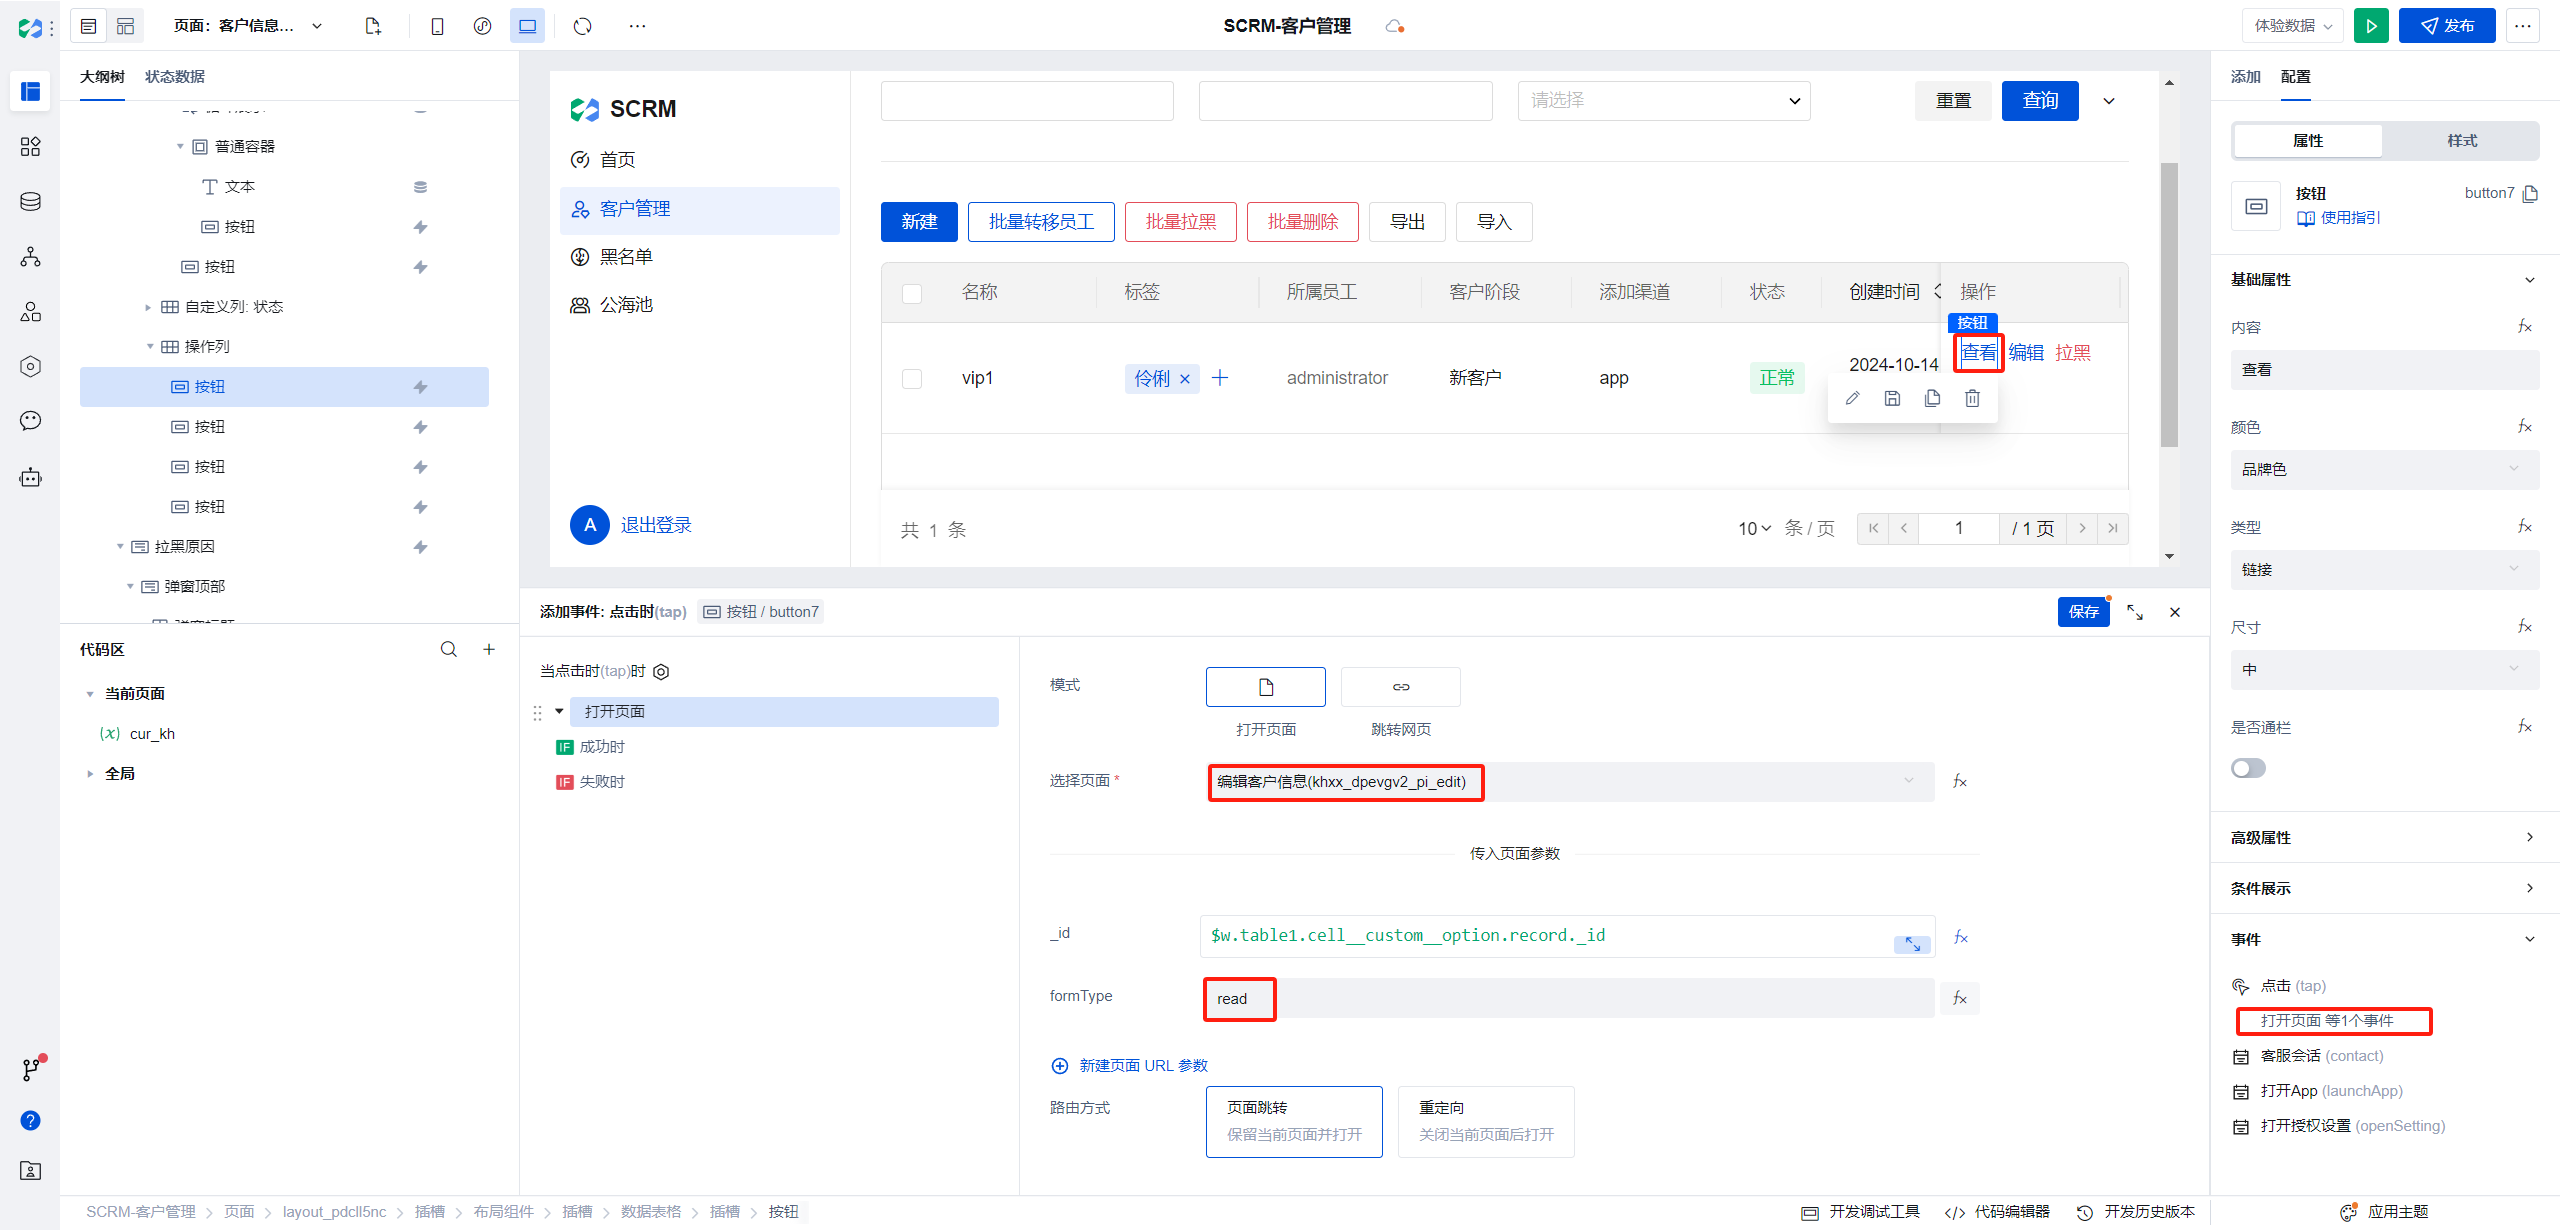 页面：客户信息...
SCRM-客户管理
体验数据
发布
大纲树
状态数据
普通容器
文本
按钮
按钮
自定义列: 状态
操作列
按钮
按钮
按钮
按钮
拉黑原因
弹窗顶部
代码区
当前页面
(x) cur_kh
全局
SCRM
首页
客户管理
黑名单
公海池
A
退出登录
请选择
重置
查询
新建
批量转移员工
批量拉黑
批量删除
导出
导入
名称
标签
所属员工
客户阶段
添加渠道
状态
创建时间
操作
按钮
vip1
伶俐 ×
administrator
新客户
app
正常
2024-10-14
查看
编辑
拉黑
共 1 条
10
条 / 页
1
/ 1 页
添加事件: 点击时(tap)
按钮 / button7
保存
当点击时(tap)时
打开页面
IF 成功时
IF 失败时
模式
打开页面
跳转网页
选择页面 *
编辑客户信息(khxx_dpevgv2_pi_edit)
fx
传入页面参数
_id
$w.table1.cell__custom__option.record._id
fx
formType
read
fx
新建页面 URL 参数
路由方式
页面跳转
保留当前页面并打开
重定向
关闭当前页面后打开
添加
配置
属性
样式
按钮
button7
使用指引
基础属性
内容
fx
查看
颜色
fx
品牌色
类型
fx
链接
尺寸
fx
中
是否通栏
fx
高级属性
条件展示
事件
点击 (tap)
打开页面 等1个事件
客服会话 (contact)
打开App (launchApp)
打开授权设置 (openSetting)
SCRM-客户管理 > 页面 > layout_pdcll5nc > 插槽 > 布局组件 > 插槽 > 数据表格 > 插槽 > 按钮
开发调试工具
代码编辑器
开发历史版本
应用主题